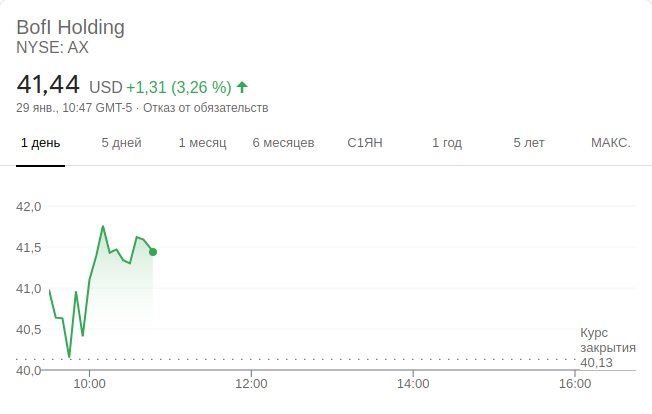 BofI Holding
NYSE: AX
41,44 USD +1,31 (3,26 %)
29 янв., 10:47 GMT-5 · Отказ от обязательств
1 день 5 дней 1 месяц 6 месяцев С1ЯН 1 год 5 лет МАКС.
42,0
41,5
41,0
40,5
40,0
Курс
закрытия
40,13
10:00 12:00 14:00 16:00